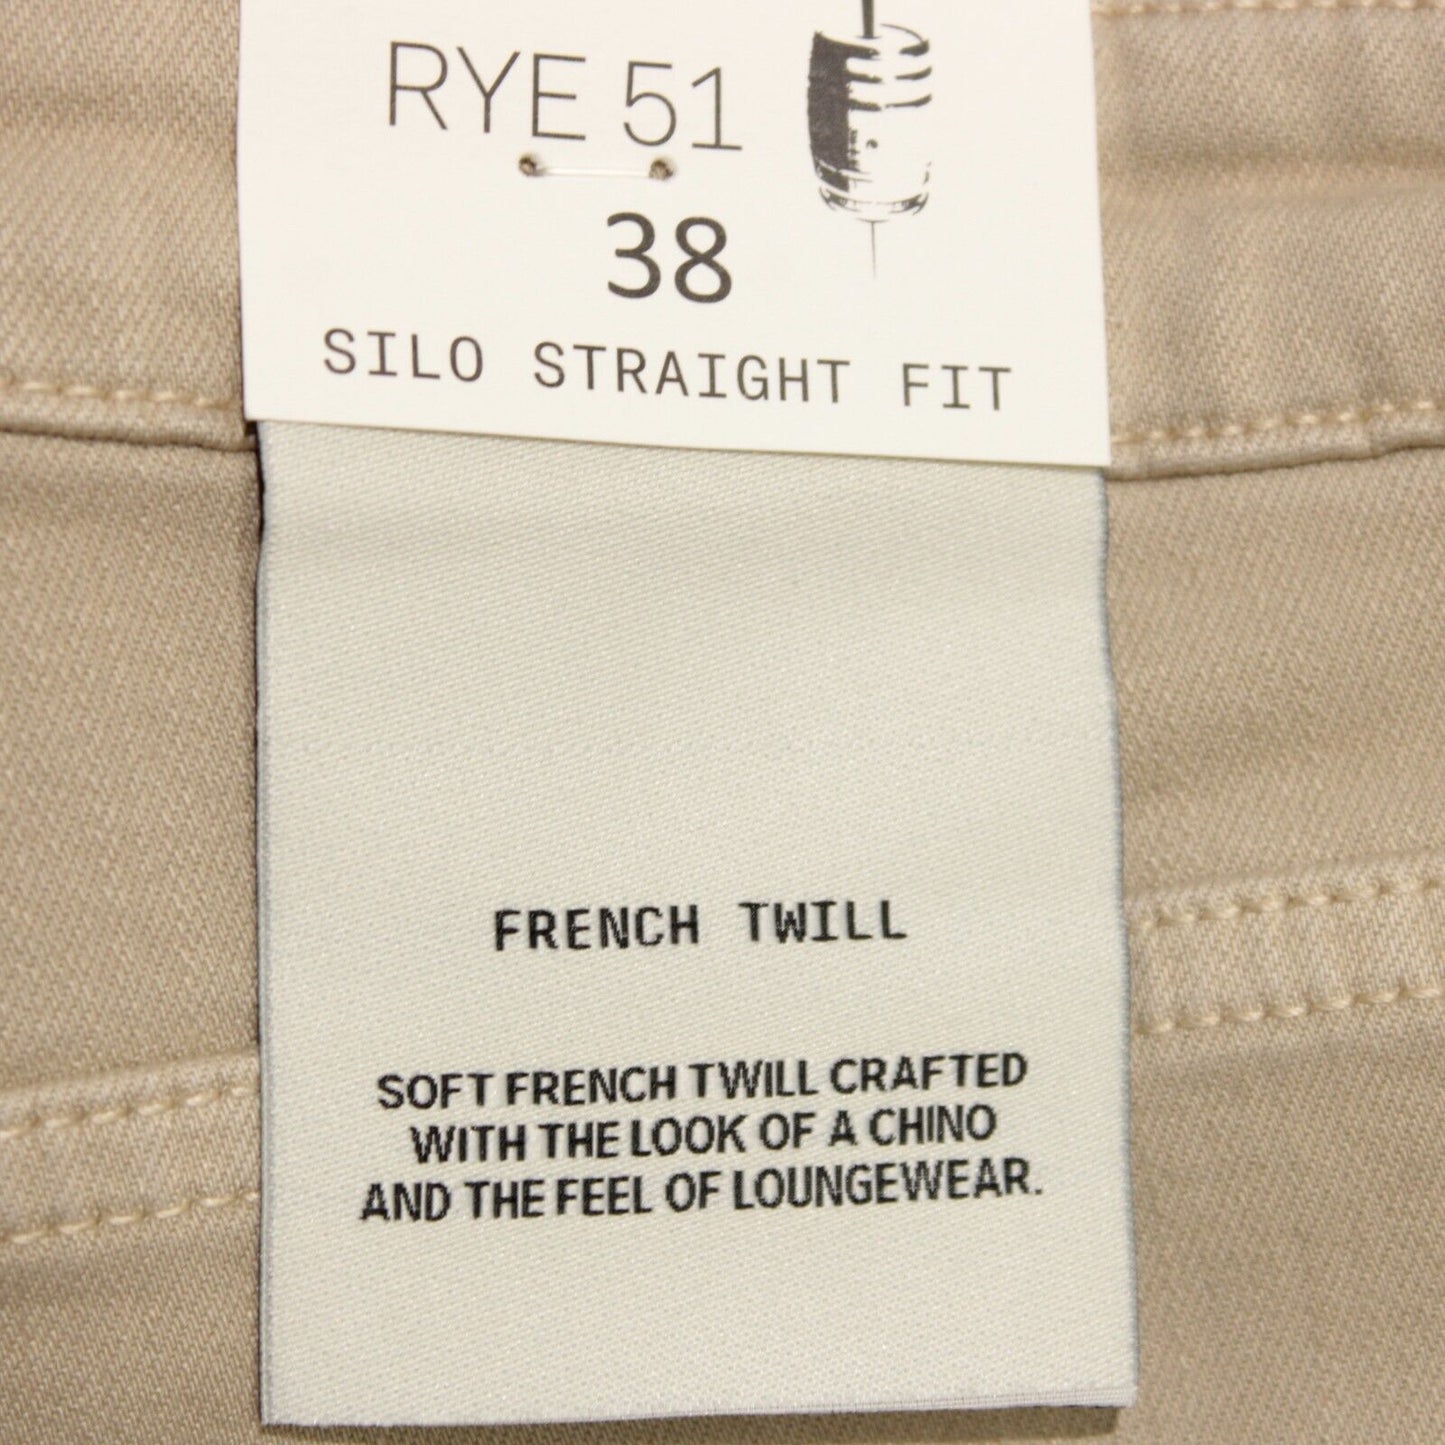 RYE 51
38
SILO STRAIGHT FIT
FRENCH TWILL
SOFT FRENCH TWILL CRAFTED
WITH THE LOOK OF A CHINO
AND THE FEEL OF LOUNGEWEAR.